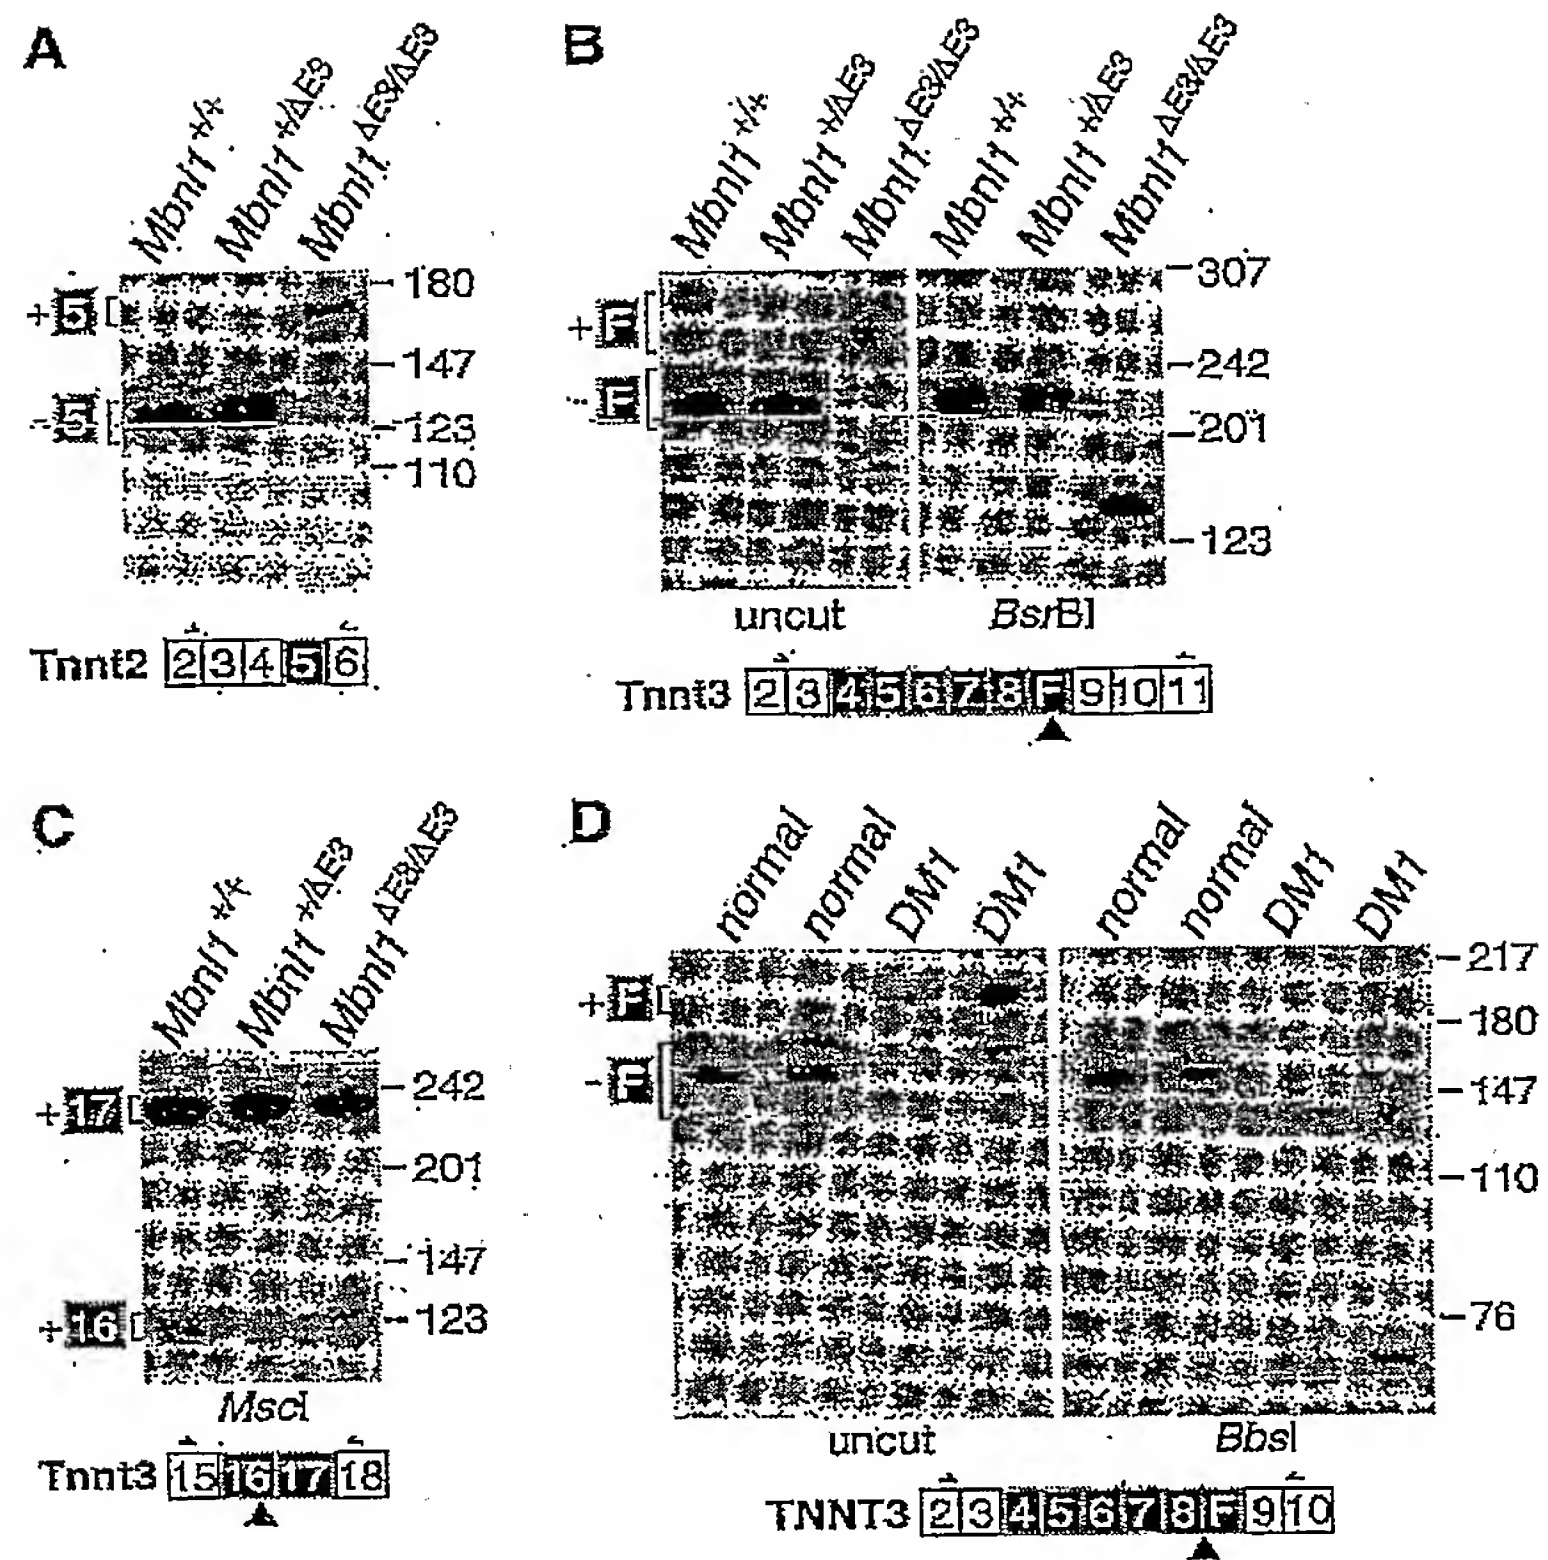 A
Mbnl1 +/+
Mbnl1 +/ΔE3
Mbnl1 ΔE3/ΔE3
+ 5
- 5
180
147
123
110
Tnnt2 2 3 4 5 6
B
Mbnl1 +/+
Mbnl1 +/ΔE3
Mbnl1 ΔE3/ΔE3
Mbnl1 +/+
Mbnl1 +/ΔE3
Mbnl1 ΔE3/ΔE3
+ F
- F
307
242
201
123
uncut
BsrBI
Tnnt3 2 3 4 5 6 7 8 F 9 10 11
C
Mbnl1 +/+
Mbnl1 +/ΔE3
Mbnl1 ΔE3/ΔE3
+ 17
+ 16
242
201
147
123
MscI
Tnnt3 15 16 17 18
D
normal
normal
DM1
DM1
normal
normal
DM1
DM1
+ F
- F
217
180
147
110
76
uncut
BbsI
TNNT3 2 3 4 5 6 7 8 F 9 10